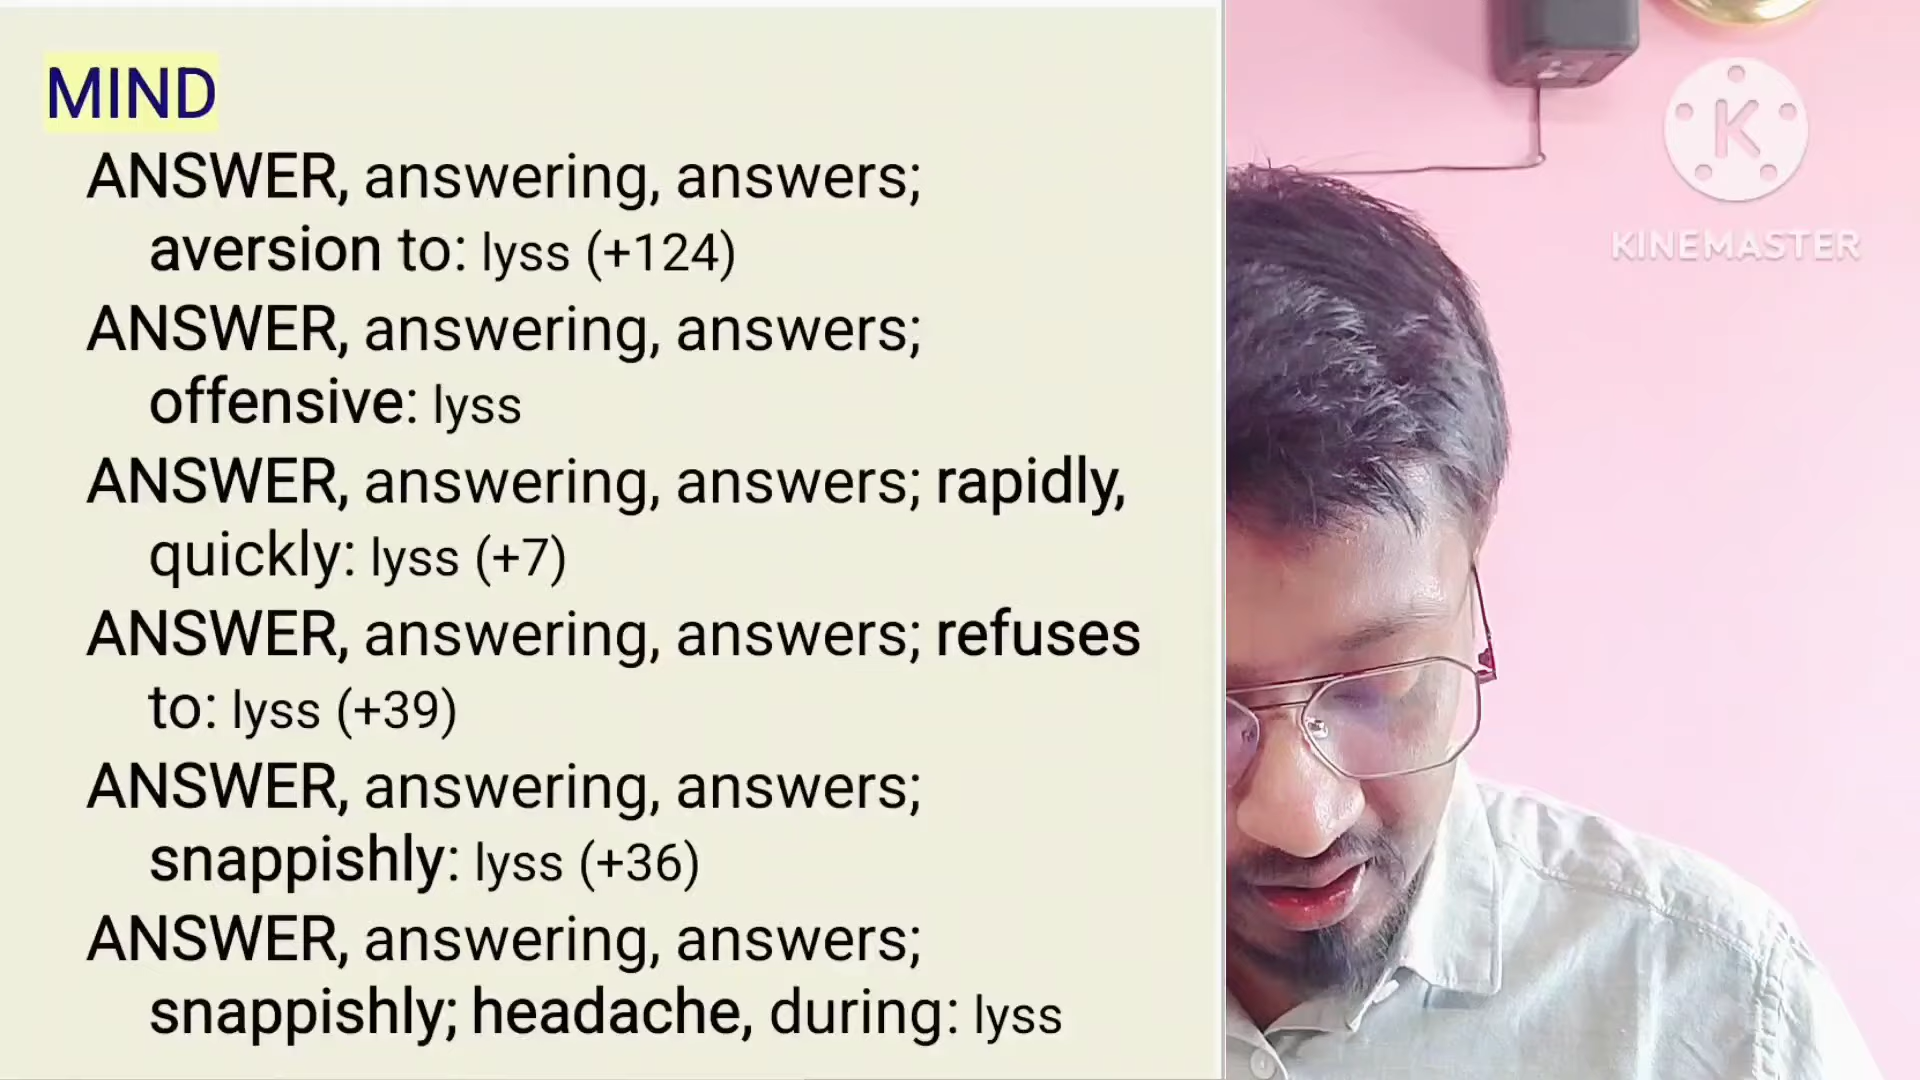 MIND
ANSWER, answering, answers;
aversion to: lyss (+124)
ANSWER, answering, answers;
offensive: lyss
ANSWER, answering, answers; rapidly,
quickly: lyss (+7)
ANSWER, answering, answers; refuses
to: lyss (+39)
ANSWER, answering, answers;
snappishly: lyss (+36)
ANSWER, answering, answers;
snappishly; headache, during: lyss
K
KINEMASTER